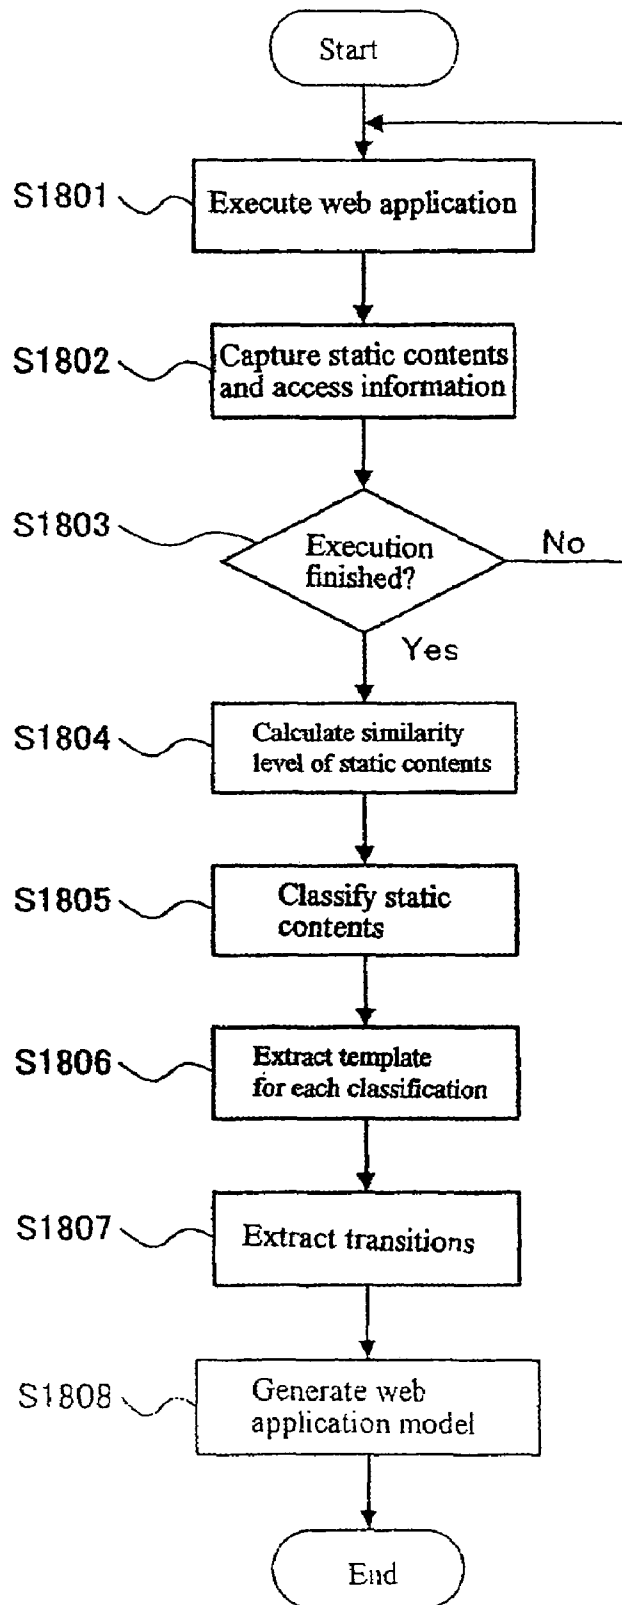 Start
S1801
Execute web application
S1802
Capture static contents
and access information
S1803
Execution
finished?
No
Yes
S1804
Calculate similarity
level of static contents
S1805
Classify static
contents
S1806
Extract template
for each classification
S1807
Extract transitions
S1808
Generate web
application model
End